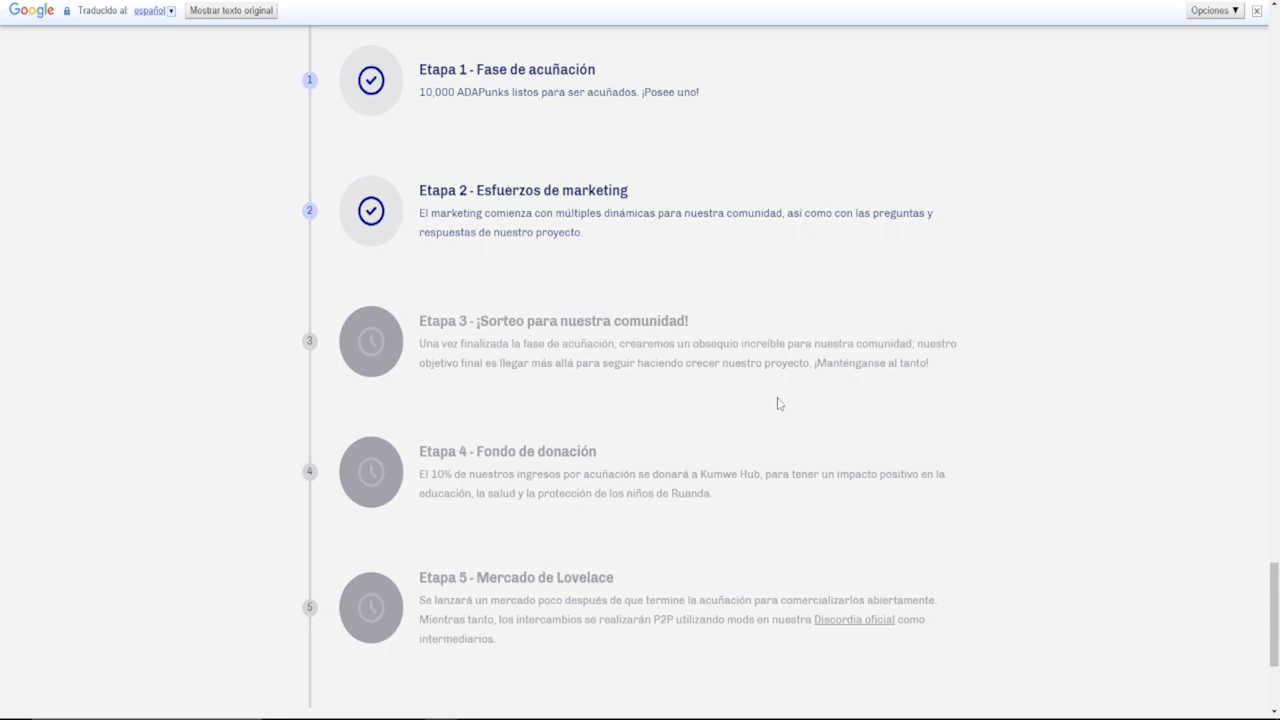 Google Traducido al: español Mostrar texto original Opciones ▼
1
Etapa 1 - Fase de acuñación
10,000 ADAPunks listos para ser acuñados. ¡Posee uno!
2
Etapa 2 - Esfuerzos de marketing
El marketing comienza con múltiples dinámicas para nuestra comunidad, así como con las preguntas y
respuestas de nuestro proyecto.
3
Etapa 3 - ¡Sorteo para nuestra comunidad!
Una vez finalizada la fase de acuñación, crearemos un obsequio increíble para nuestra comunidad; nuestro
objetivo final es llegar más allá para seguir haciendo crecer nuestro proyecto. ¡Manténganse al tanto!
4
Etapa 4 - Fondo de donación
El 10% de nuestros ingresos por acuñación se donará a Kumwe Hub, para tener un impacto positivo en la
educación, la salud y la protección de los niños de Ruanda.
5
Etapa 5 - Mercado de Lovelace
Se lanzará un mercado poco después de que termine la acuñación para comercializarlos abiertamente.
Mientras tanto, los intercambios se realizarán P2P utilizando mods en nuestra Discordia oficial como
intermediarios.